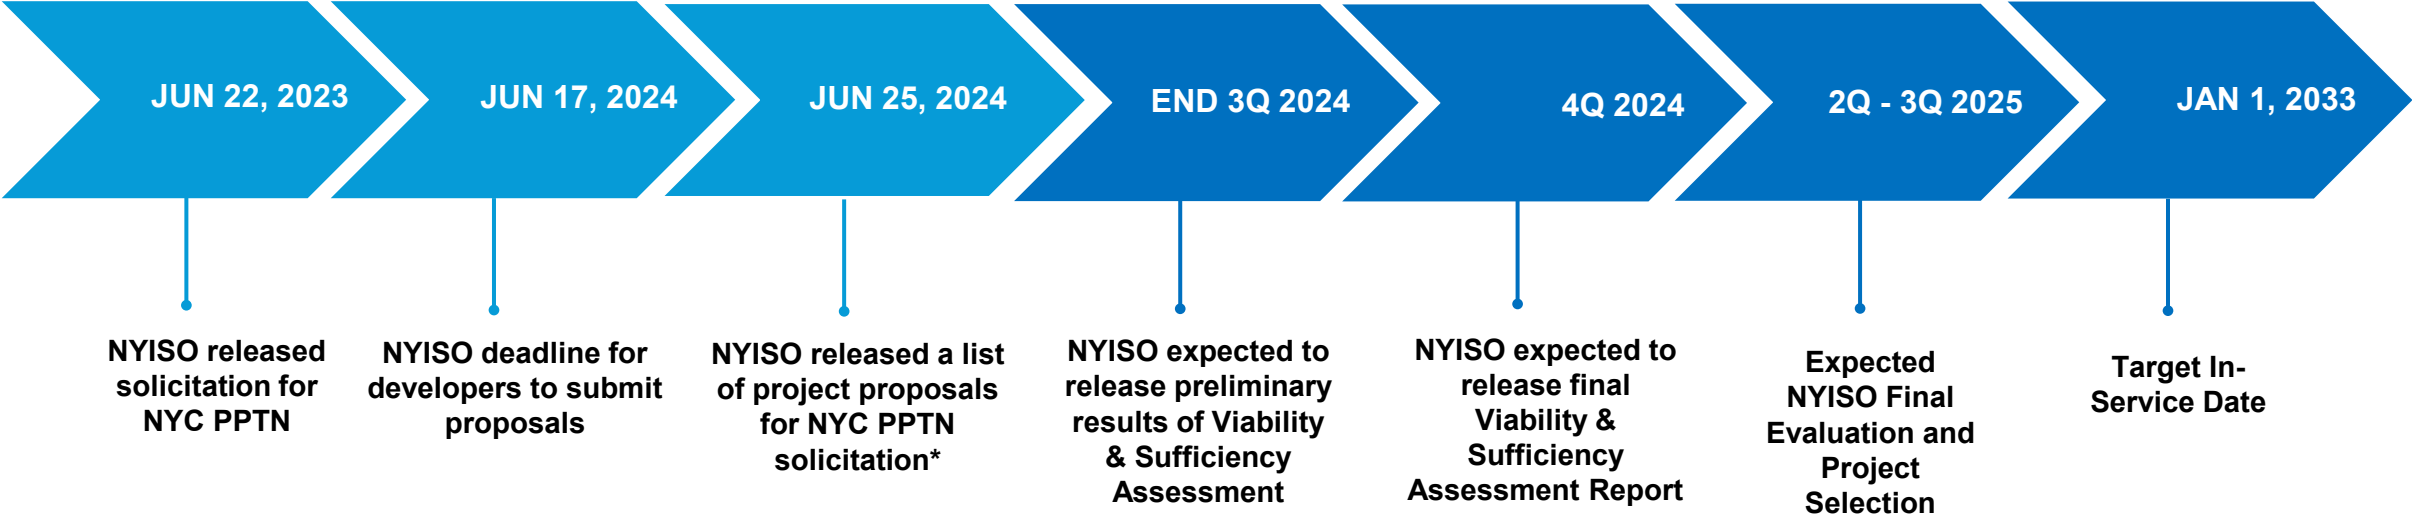 JUN 22, 2023
JUN 17, 2024
JUN 25, 2024
END 3Q 2024
4Q 2024
2Q - 3Q 2025
JAN 1, 2033
NYISO released
solicitation for
NYC PPTN
NYISO deadline for
developers to submit
proposals
NYISO released a list
of project proposals
for NYC PPTN
solicitation*
NYISO expected to
release preliminary
results of Viability
& Sufficiency
Assessment
NYISO expected to
release final
Viability &
Sufficiency
Assessment Report
Expected
NYISO Final
Evaluation and
Project
Selection
Target In-
Service Date